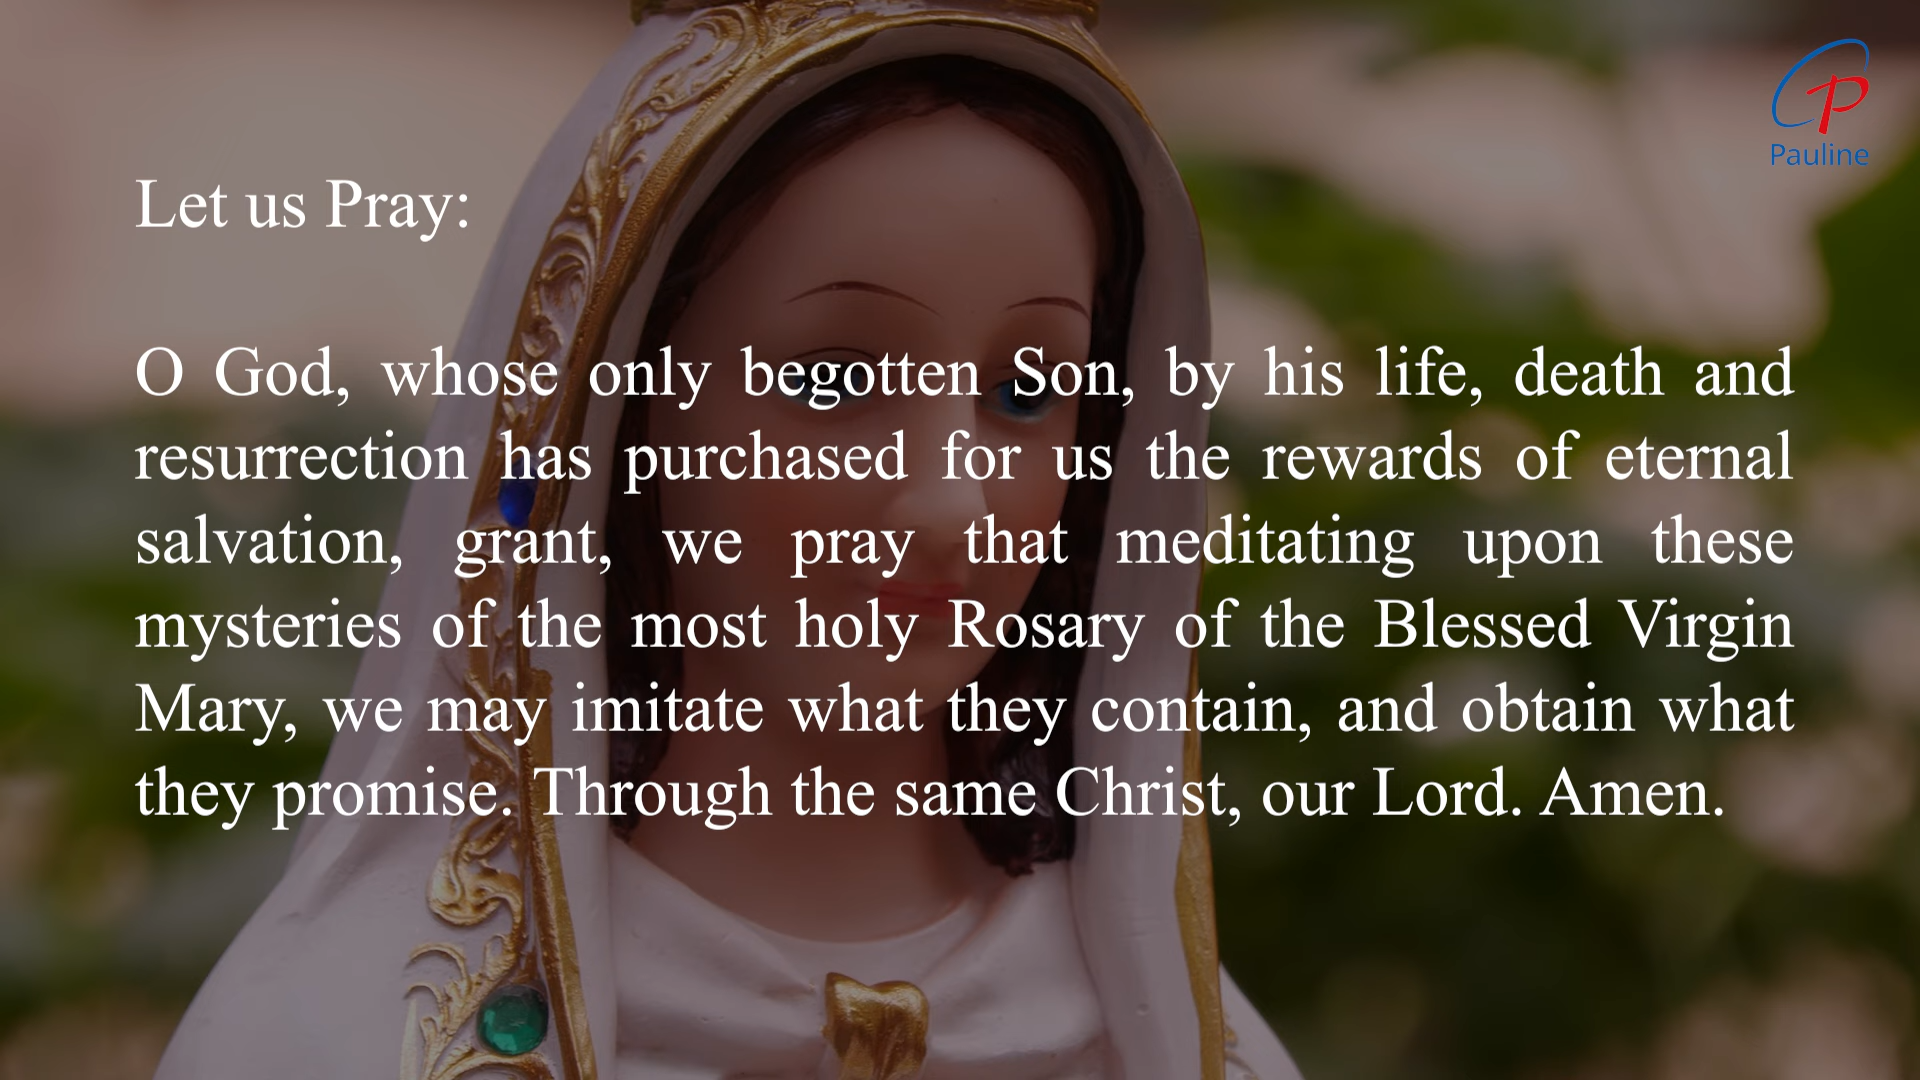 Pauline
Let us Pray:
O God, whose only begotten Son, by his life, death and
resurrection has purchased for us the rewards of eternal
salvation, grant, we pray that meditating upon these
mysteries of the most holy Rosary of the Blessed Virgin
Mary, we may imitate what they contain, and obtain what
they promise. Through the same Christ, our Lord. Amen.